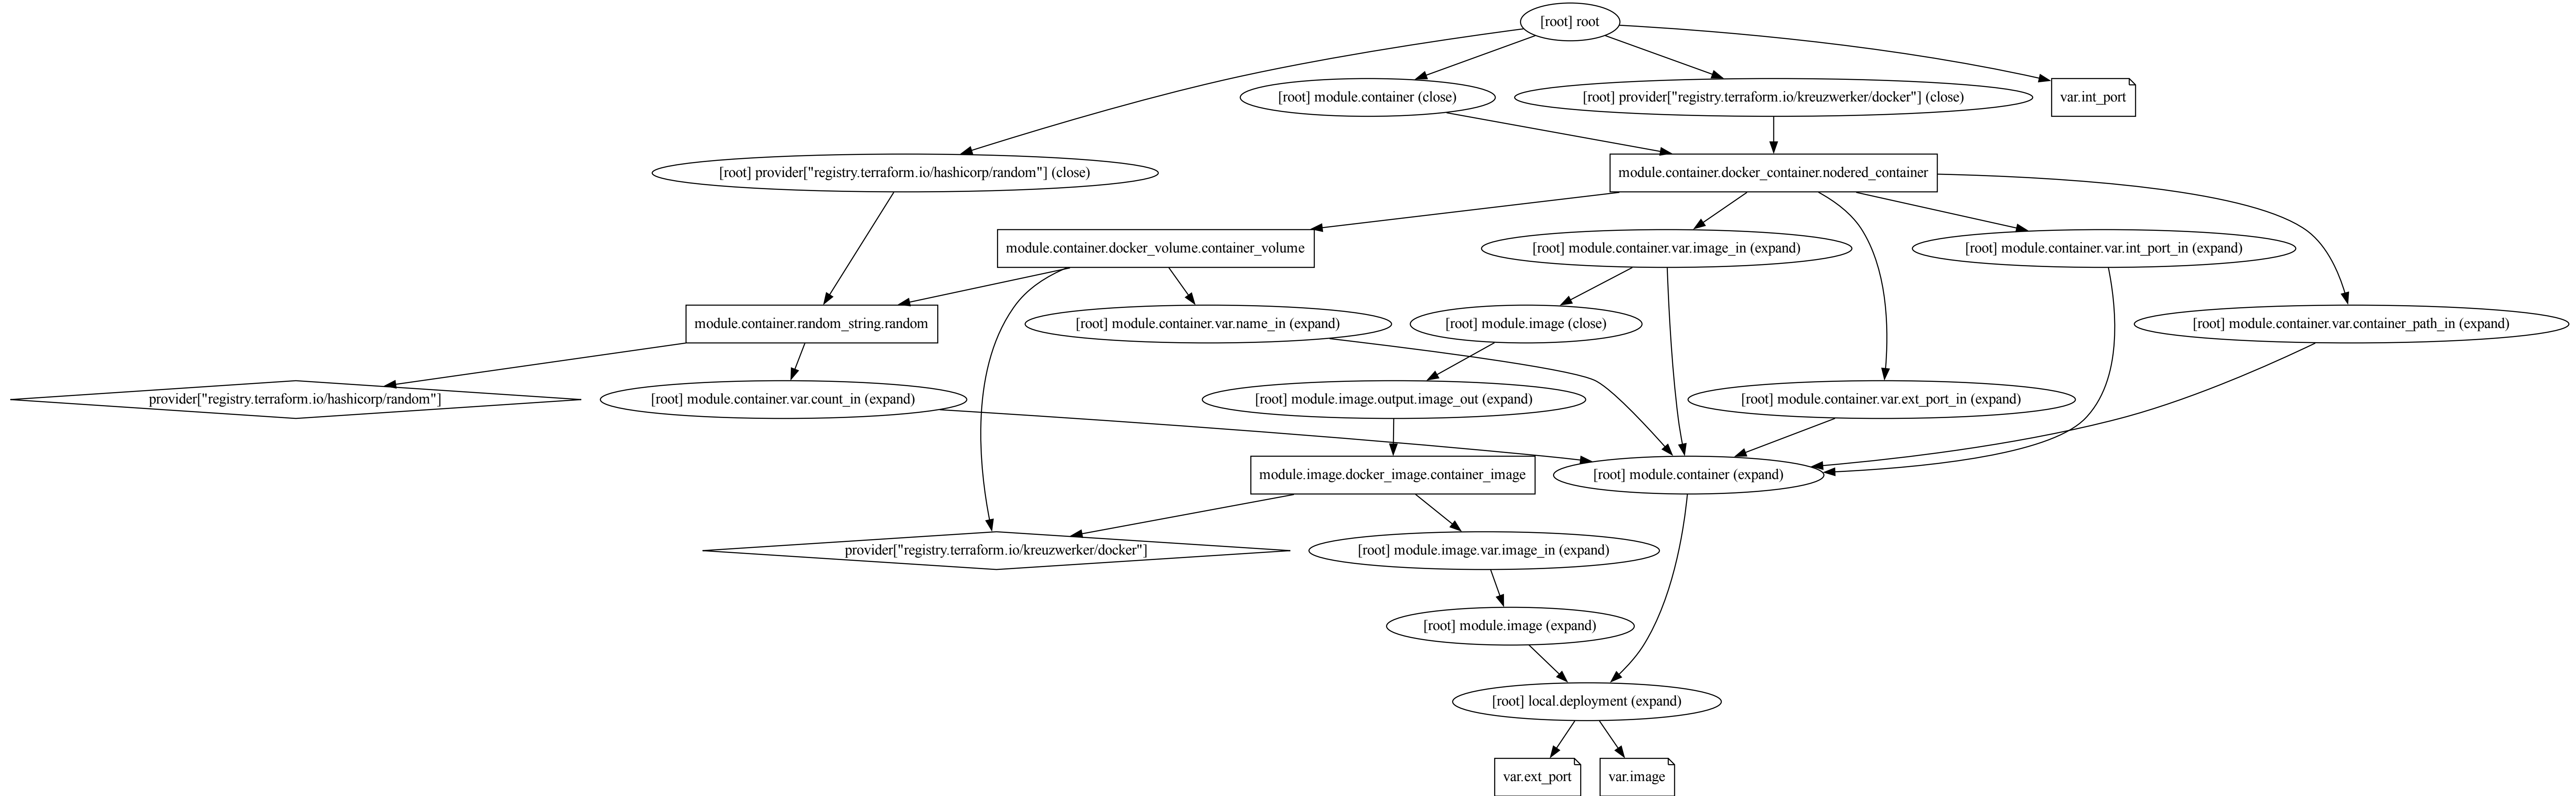 [root] root
[root] module.container (close)
[root] provider["registry.terraform.io/kreuzwerker/docker"] (close)
var.int_port
[root] provider["registry.terraform.io/hashicorp/random"] (close)
module.container.docker_container.nodered_container
module.container.docker_volume.container_volume
[root] module.container.var.image_in (expand)
[root] module.container.var.int_port_in (expand)
module.container.random_string.random
[root] module.container.var.name_in (expand)
[root] module.image (close)
[root] module.container.var.container_path_in (expand)
provider["registry.terraform.io/hashicorp/random"]
[root] module.container.var.count_in (expand)
[root] module.image.output.image_out (expand)
[root] module.container.var.ext_port_in (expand)
module.image.docker_image.container_image
[root] module.container (expand)
provider["registry.terraform.io/kreuzwerker/docker"]
[root] module.image.var.image_in (expand)
[root] module.image (expand)
[root] local.deployment (expand)
var.ext_port
var.image